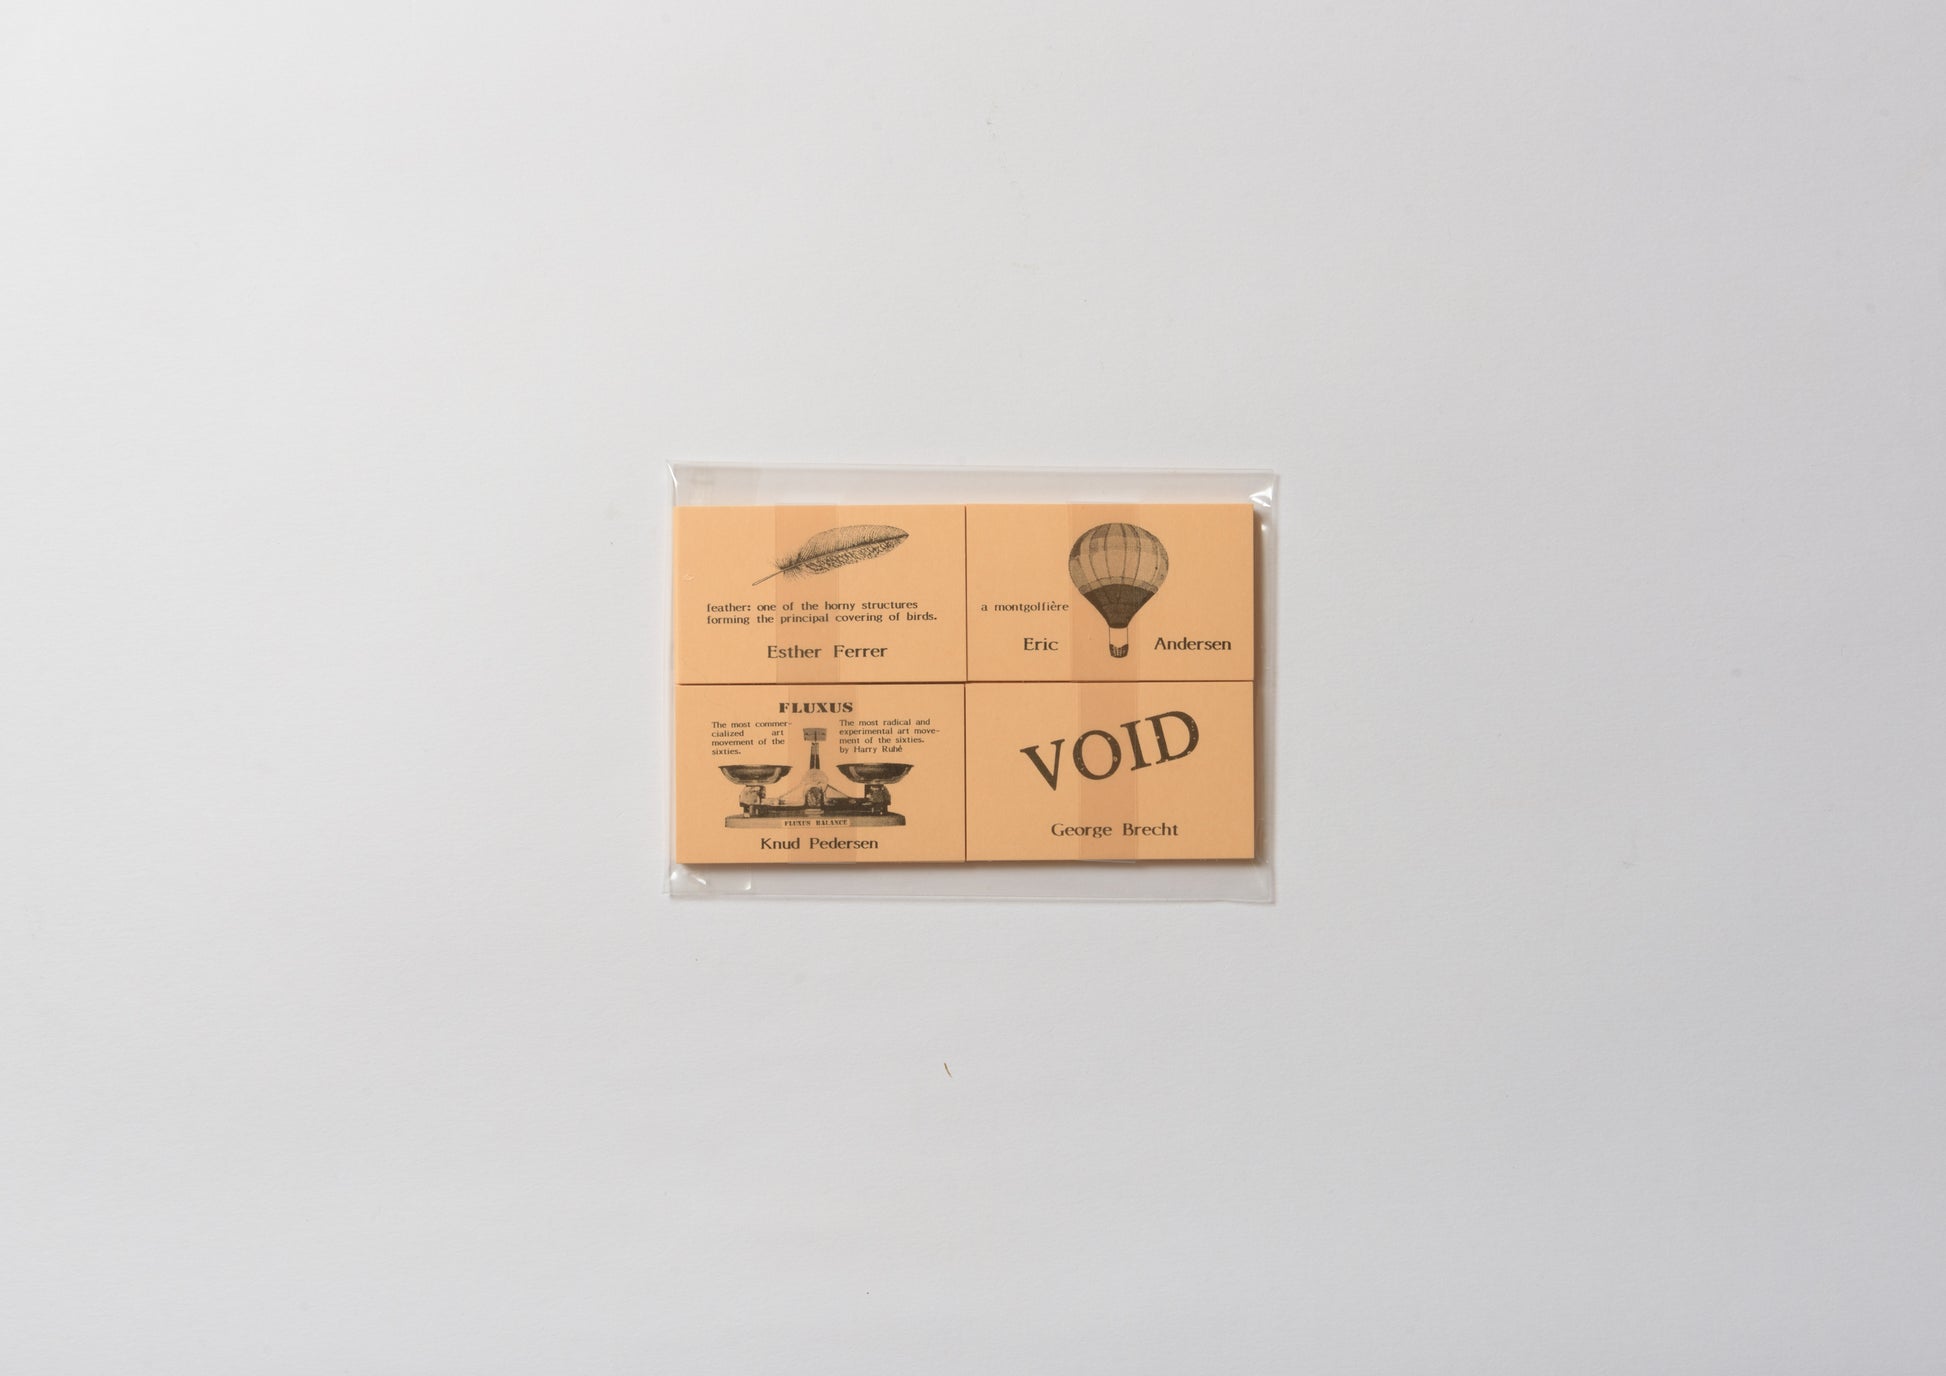 feather: one of the horny structures
forming the principal covering of birds.
Esther Ferrer
a montgolfière
Eric Andersen
FLUXUS
The most commer-
cialized art
movement of the
sixties.
The most radical and
experimental art move-
ment of the sixties.
by Harry Ruhé
FLUXUS BALANCE
Knud Pedersen
VOID
George Brecht